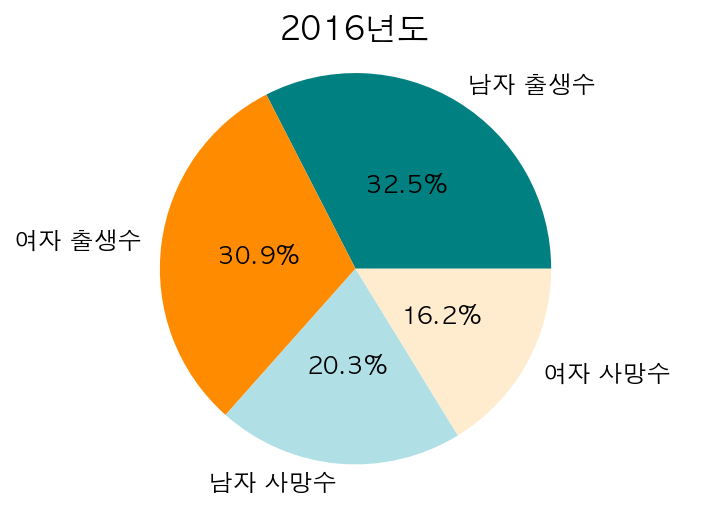 2016년도
남자 출생수
32.5%
여자 출생수
30.9%
20.3%
남자 사망수
16.2%
여자 사망수